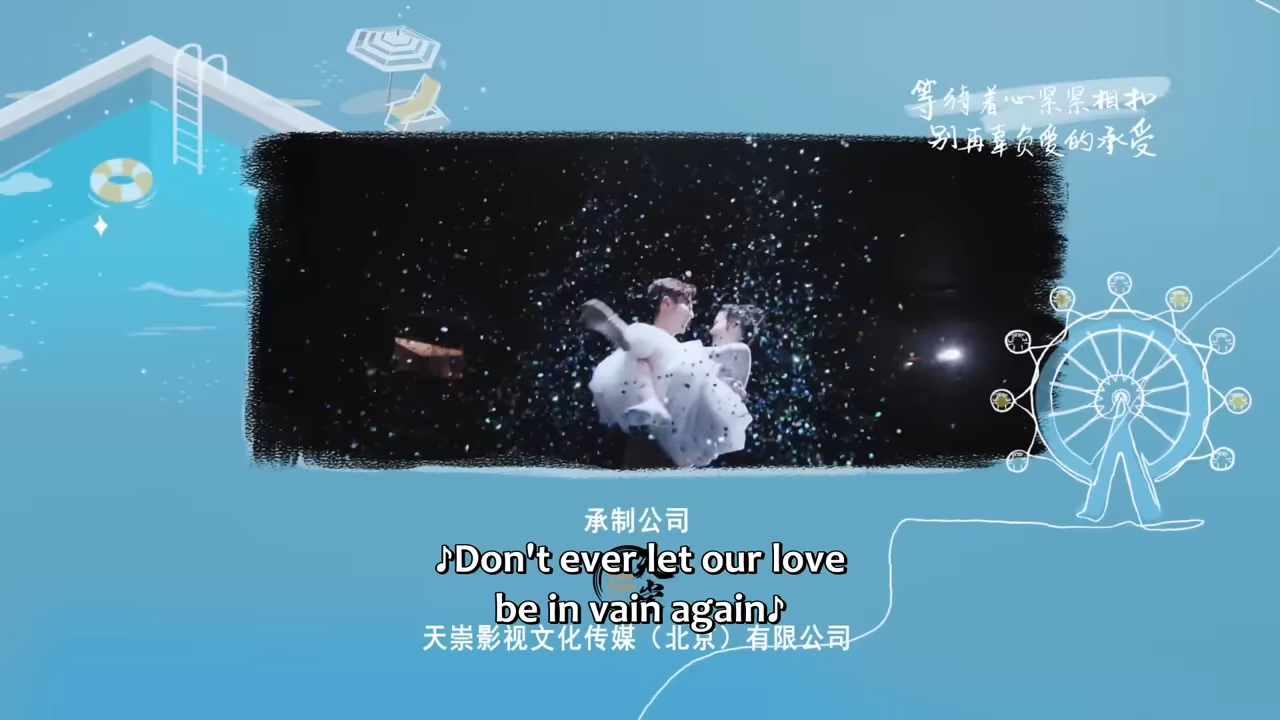 等待着心紧紧相扣
别再辜负爱的承受
承制公司
♪Don't ever let our love
be in vain again♪
天崇影视文化传媒（北京）有限公司